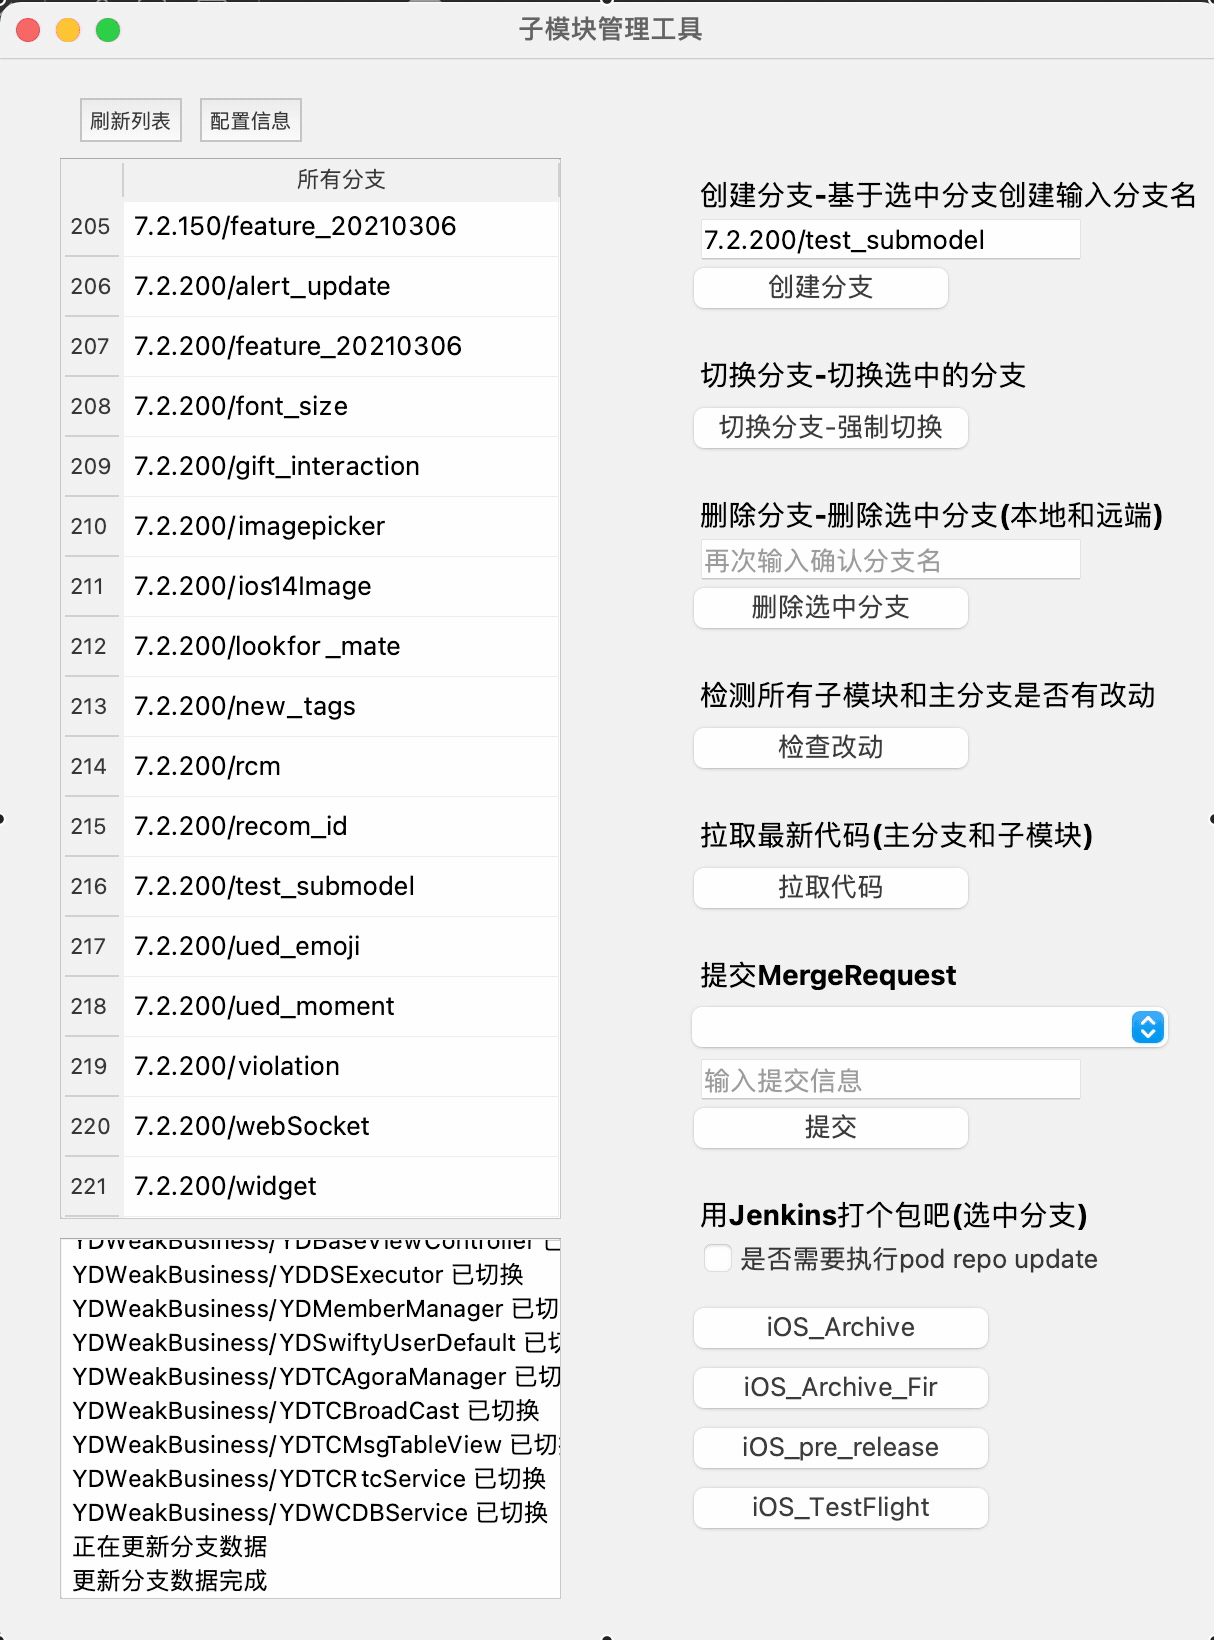 子模块管理工具
刷新列表
配置信息
所有分支
205 7.2.150/feature_20210306
206 7.2.200/alert_update
207 7.2.200/feature_20210306
208 7.2.200/font_size
209 7.2.200/gift_interaction
210 7.2.200/imagepicker
211 7.2.200/ios14Image
212 7.2.200/lookfor_mate
213 7.2.200/new_tags
214 7.2.200/rcm
215 7.2.200/recom_id
216 7.2.200/test_submodel
217 7.2.200/ued_emoji
218 7.2.200/ued_moment
219 7.2.200/violation
220 7.2.200/webSocket
221 7.2.200/widget
YDWeakBusiness/YDBaseViewController
YDWeakBusiness/YDDSExecutor 已切换
YDWeakBusiness/YDMemberManager 已切
YDWeakBusiness/YDSwiftyUserDefault 已
YDWeakBusiness/YDTCAgoraManager 已切
YDWeakBusiness/YDTCBroadCast 已切换
YDWeakBusiness/YDTCMsgTableView 已切
YDWeakBusiness/YDTCRtcService 已切换
YDWeakBusiness/YDWCDBService 已切换
正在更新分支数据
更新分支数据完成
创建分支-基于选中分支创建输入分支名
7.2.200/test_submodel
创建分支
切换分支-切换选中的分支
切换分支-强制切换
删除分支-删除选中分支(本地和远端)
再次输入确认分支名
删除选中分支
检测所有子模块和主分支是否有改动
检查改动
拉取最新代码(主分支和子模块)
拉取代码
提交MergeRequest
输入提交信息
提交
用Jenkins打个包吧(选中分支)
是否需要执行pod repo update
iOS_Archive
iOS_Archive_Fir
iOS_pre_release
iOS_TestFlight